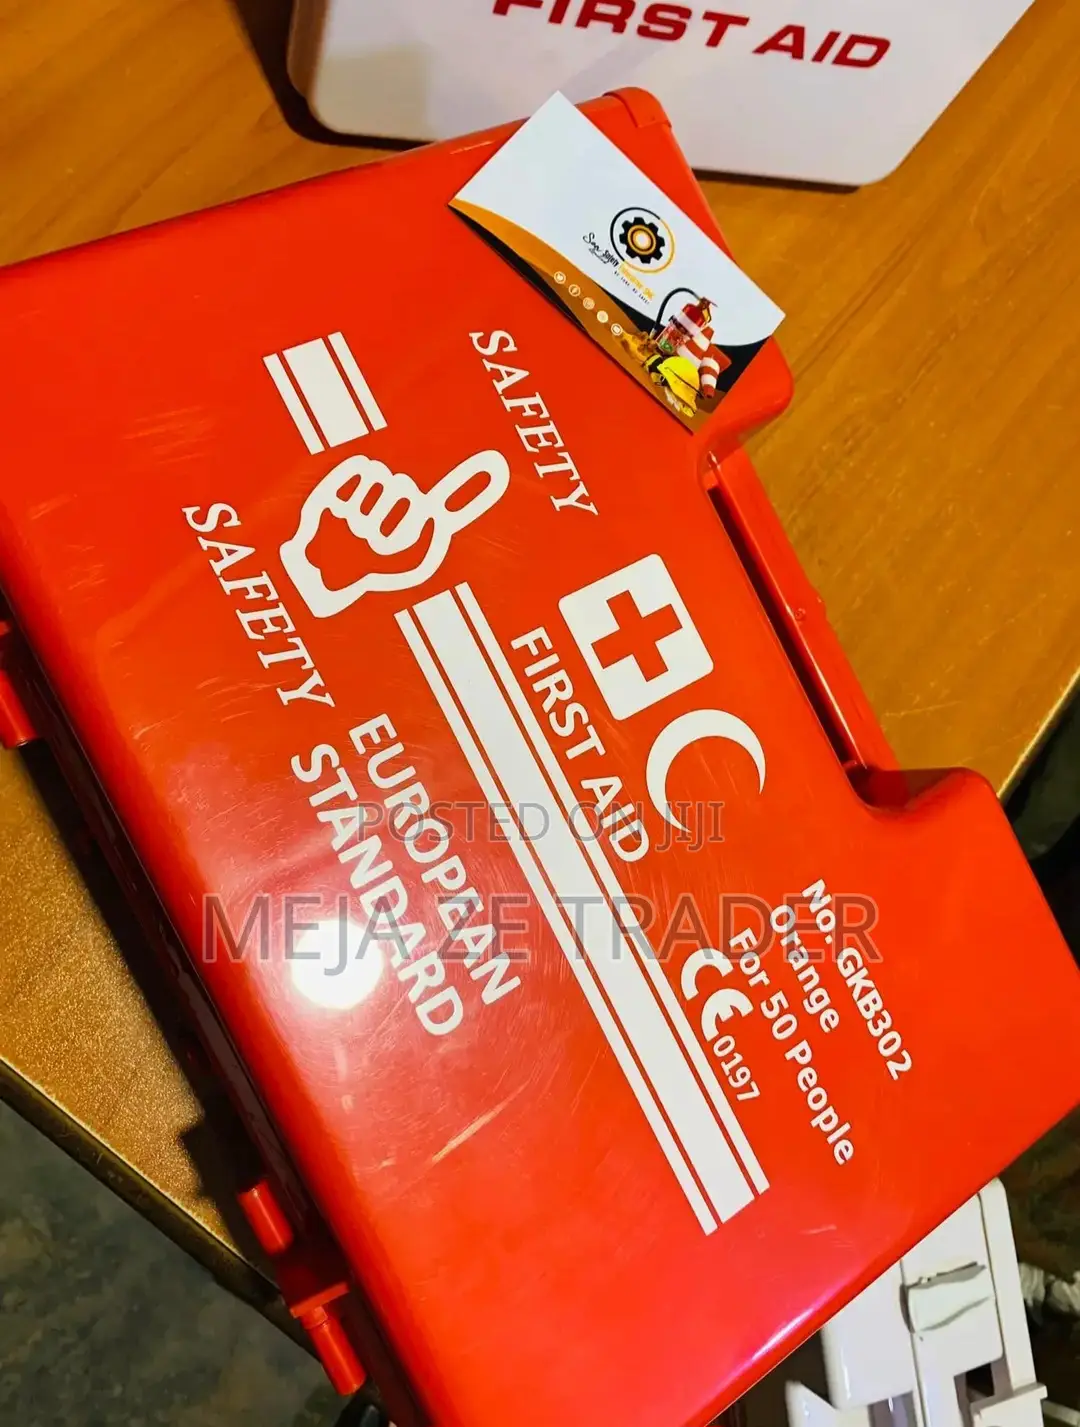 FIRST AID
SAFETY
SAFETY
FIRST AID
EUROPEAN
STANDARD
No. GKB302
Orange
For 50 People
CE 0197
POSTED ON JIJI
MEJA ZE TRADER